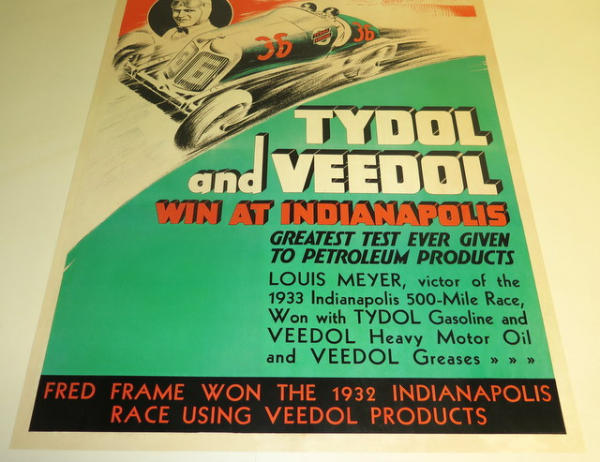 36
36
TYDOL
and VEEDOL
WIN AT INDIANAPOLIS
GREATEST TEST EVER GIVEN
TO PETROLEUM PRODUCTS
LOUIS MEYER, victor of the
1933 Indianapolis 500-Mile Race,
Won with TYDOL Gasoline and
VEEDOL Heavy Motor Oil
and VEEDOL Greases » » »
FRED FRAME WON THE 1932 INDIANAPOLIS
RACE USING VEEDOL PRODUCTS